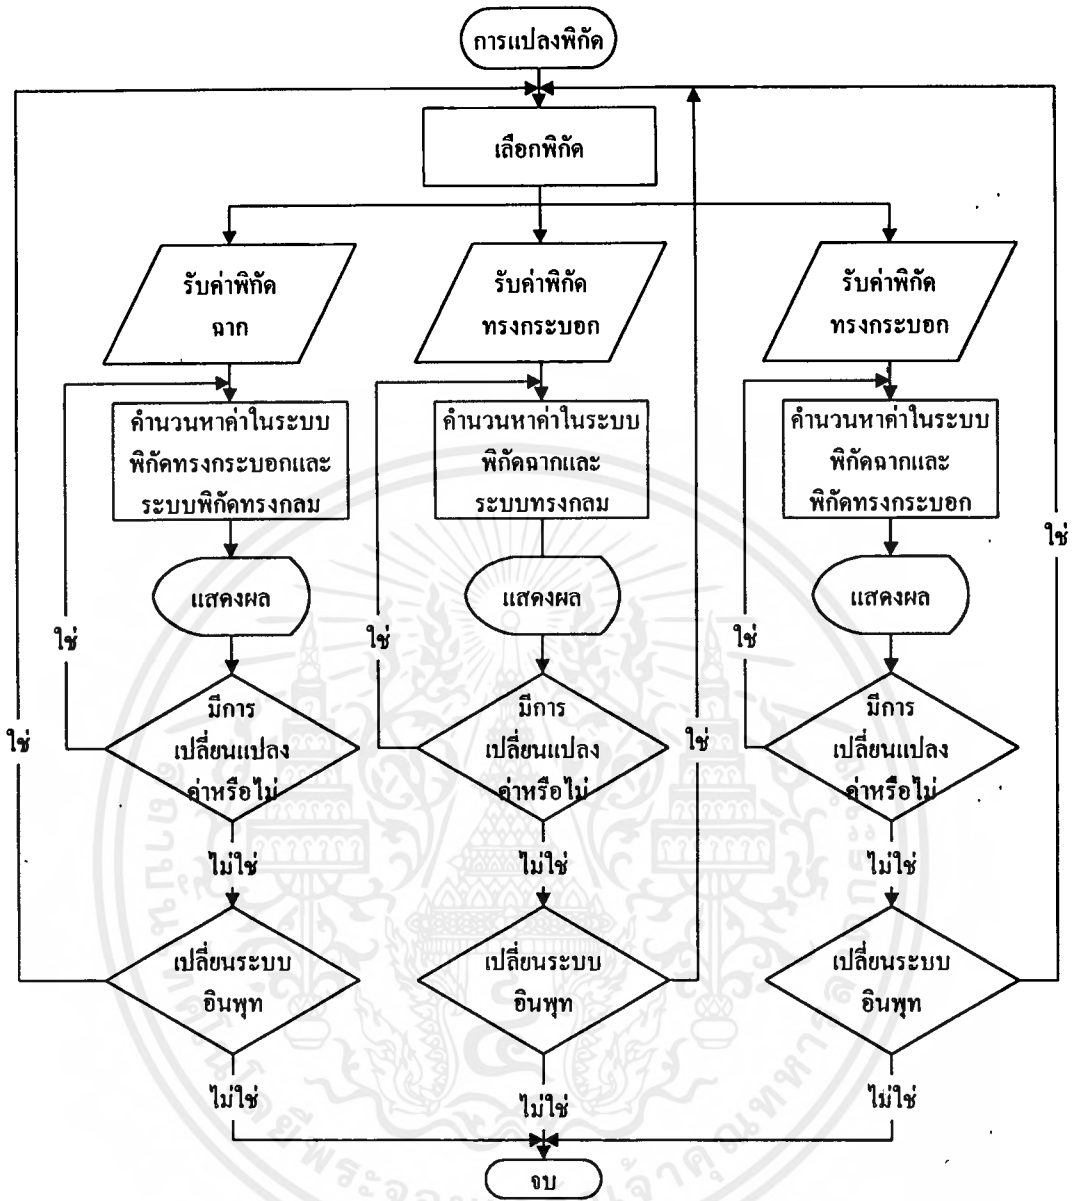 การแปลงพิกัด
เลือกพิกัด
รับค่าพิกัด
ฉาก
รับค่าพิกัด
ทรงกระบอก
รับค่าพิกัด
ทรงกระบอก
คำนวนหาค่าในระบบ
พิกัดทรงกระบอกและ
ระบบพิกัดทรงกลม
คำนวนหาค่าในระบบ
พิกัดฉากและ
ระบบทรงกลม
คำนวนหาค่าในระบบ
พิกัดฉากและ
พิกัดทรงกระบอก
ใช่
แสดงผล
แสดงผล
แสดงผล
ใช่
ใช่
ใช่
มีการ
เปลี่ยนแปลง
ค่าหรือไม่
มีการ
เปลี่ยนแปลง
ค่าหรือไม่
มีการ
เปลี่ยนแปลง
ค่าหรือไม่
ใช่
ใช่
ไม่ใช่
ไม่ใช่
ไม่ใช่
เปลี่ยนระบบ
อินพุท
เปลี่ยนระบบ
อินพุท
เปลี่ยนระบบ
อินพุท
ไม่ใช่
ไม่ใช่
ไม่ใช่
จบ